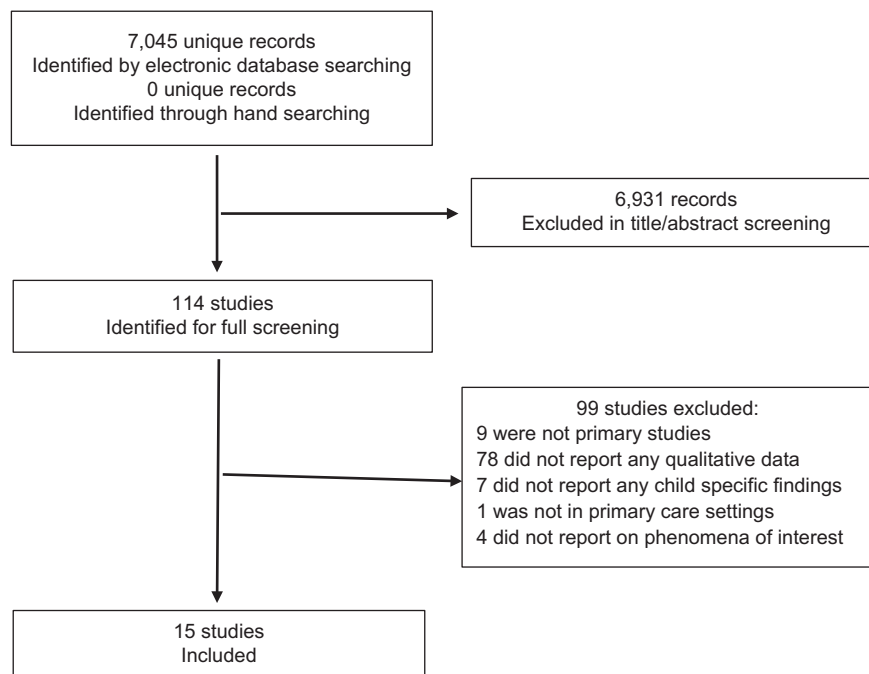 7,045 unique records
Identified by electronic database searching
0 unique records
Identified through hand searching
6,931 records
Excluded in title/abstract screening
114 studies
Identified for full screening
99 studies excluded:
9 were not primary studies
78 did not report any qualitative data
7 did not report any child specific findings
1 was not in primary care settings
4 did not report on phenomena of interest
15 studies
Included